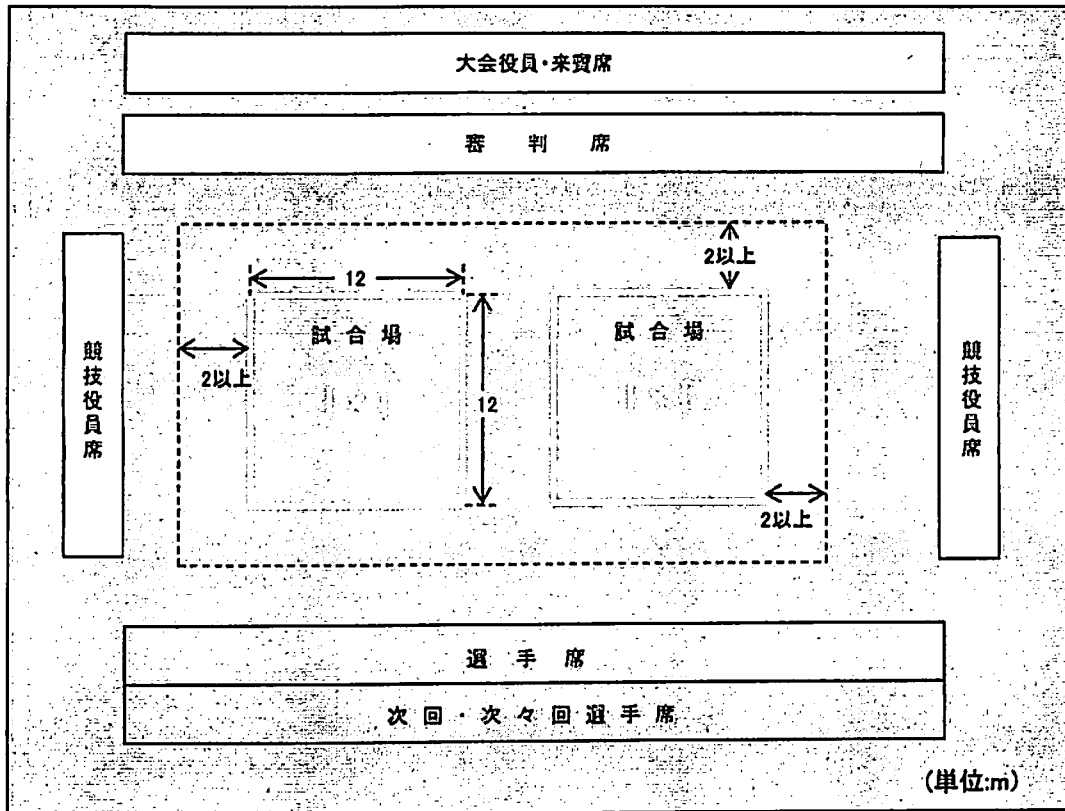 大会役員・来賓席
審判席
2以上
12
試合場
試合場
競技役員席
2以上
12
競技役員席
2以上
選手席
次回・次々回選手席
(単位:m)